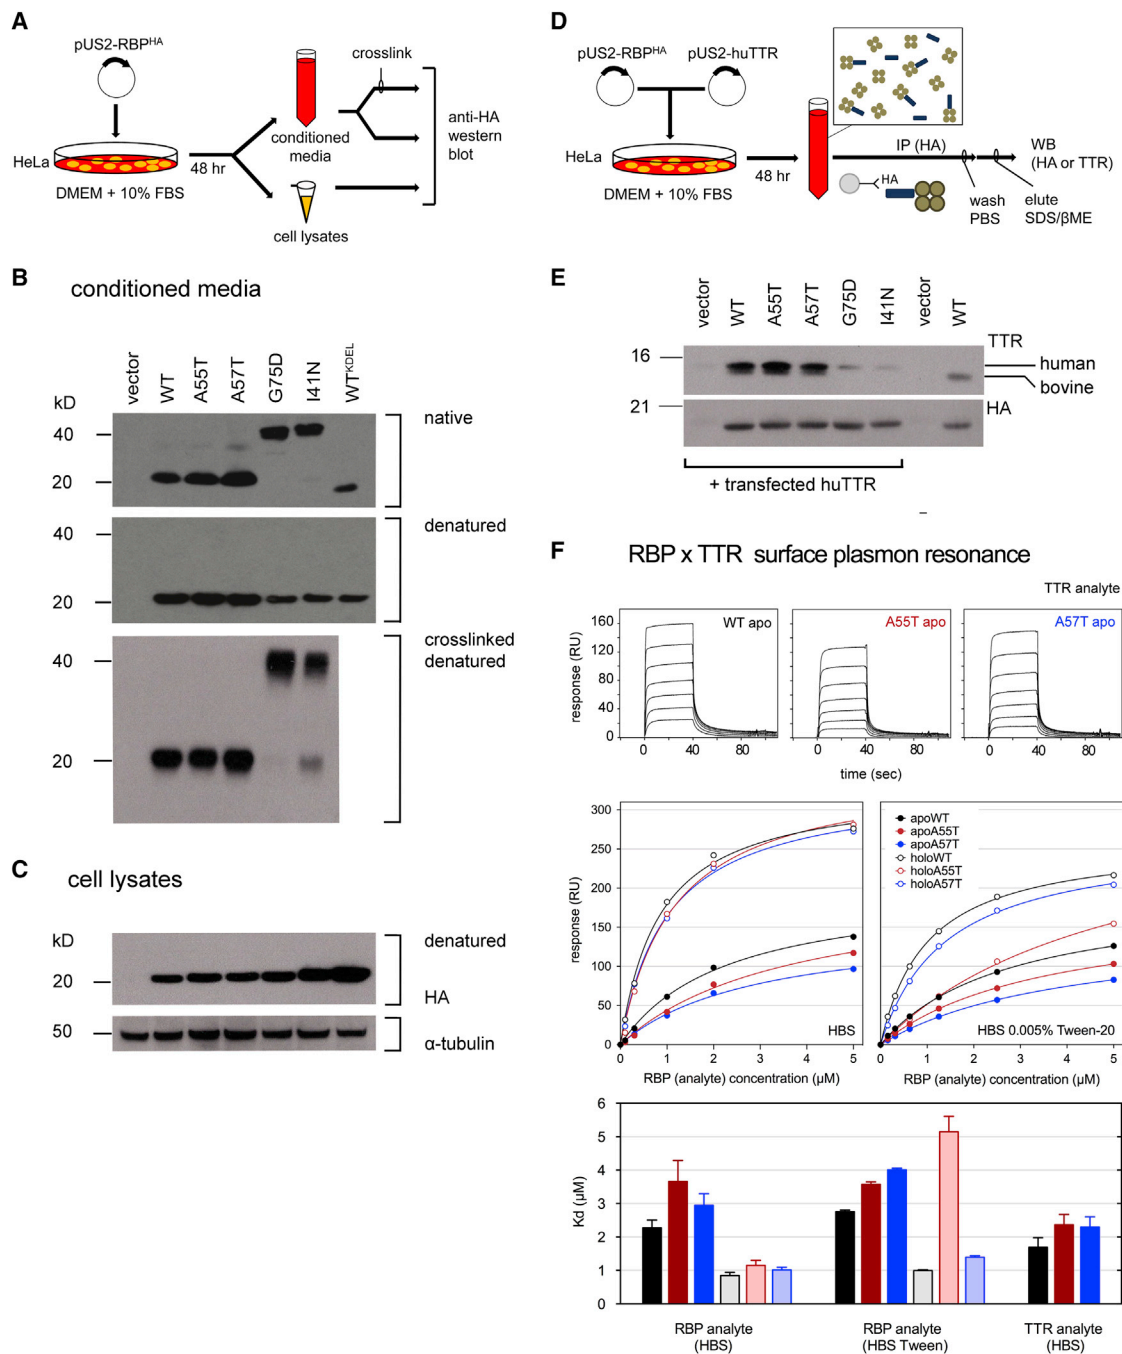 A
pUS2-RBPHA
crosslink
HeLa
48 hr
conditioned
media
anti-HA
western
blot
DMEM + 10% FBS
cell lysates
B
conditioned media
vector
WT
A55T
A57T
G75D
I41N
WTKDEL
kD
native
40
20
denatured
40
20
crosslinked
denatured
40
20
C
cell lysates
kD
denatured
20
HA
50
α-tubulin
D
pUS2-RBPHA
pUS2-huTTR
HeLa
48 hr
DMEM + 10% FBS
IP (HA)
HA
wash
PBS
elute
SDS/βME
WB
(HA or TTR)
E
vector
WT
A55T
A57T
G75D
I41N
vector
WT
16
TTR
human
bovine
21
HA
+ transfected huTTR
F
RBP x TTR surface plasmon resonance
TTR analyte
response (RU)
160
120
80
40
0
WT apo
A55T apo
A57T apo
0
40
80
0
40
80
0
40
80
time (sec)
response (RU)
300
250
200
150
100
50
0
apoWT
apoA55T
apoA57T
holoWT
holoA55T
holoA57T
HBS
HBS 0.005% Tween-20
0
1
2
3
4
5
0
1
2
3
4
5
RBP (analyte) concentration (µM)
RBP (analyte) concentration (µM)
Kd (µM)
6
5
4
3
2
1
0
RBP analyte
(HBS)
RBP analyte
(HBS Tween)
TTR analyte
(HBS)